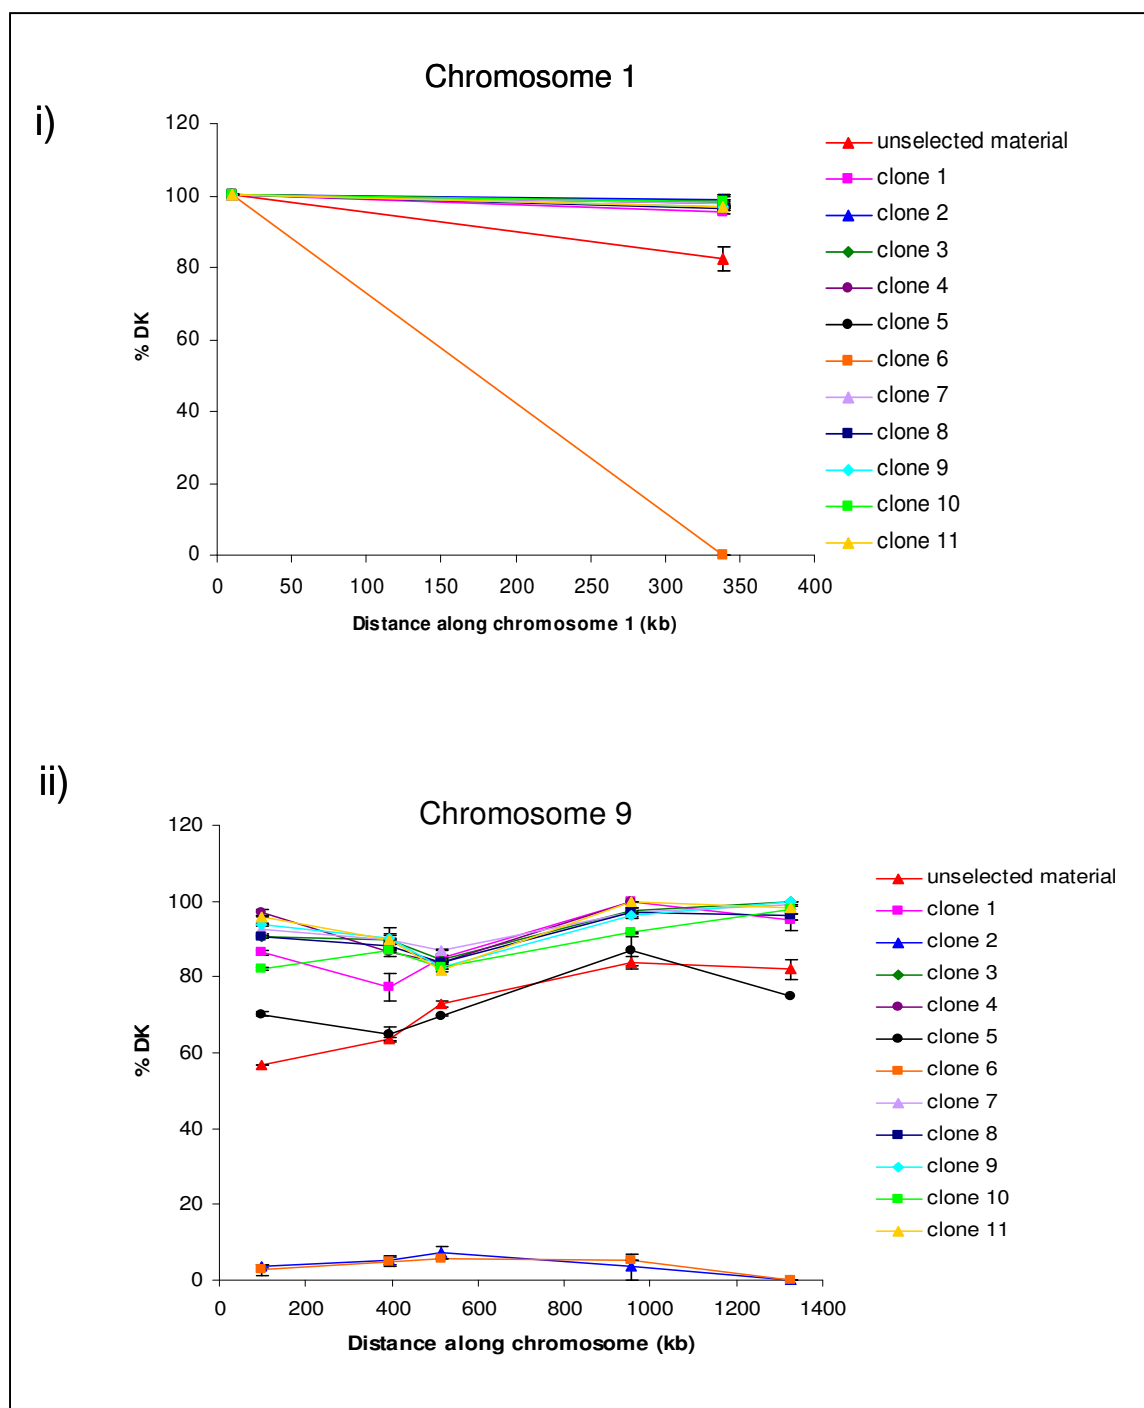 i)
Chromosome 1
120
100
80
60
40
20
0
% DK
0 50 100 150 200 250 300 350 400
Distance along chromosome 1 (kb)
unselected material
clone 1
clone 2
clone 3
clone 4
clone 5
clone 6
clone 7
clone 8
clone 9
clone 10
clone 11
ii)
Chromosome 9
120
100
80
60
40
20
0
% DK
0 200 400 600 800 1000 1200 1400
Distance along chromosome (kb)
unselected material
clone 1
clone 2
clone 3
clone 4
clone 5
clone 6
clone 7
clone 8
clone 9
clone 10
clone 11